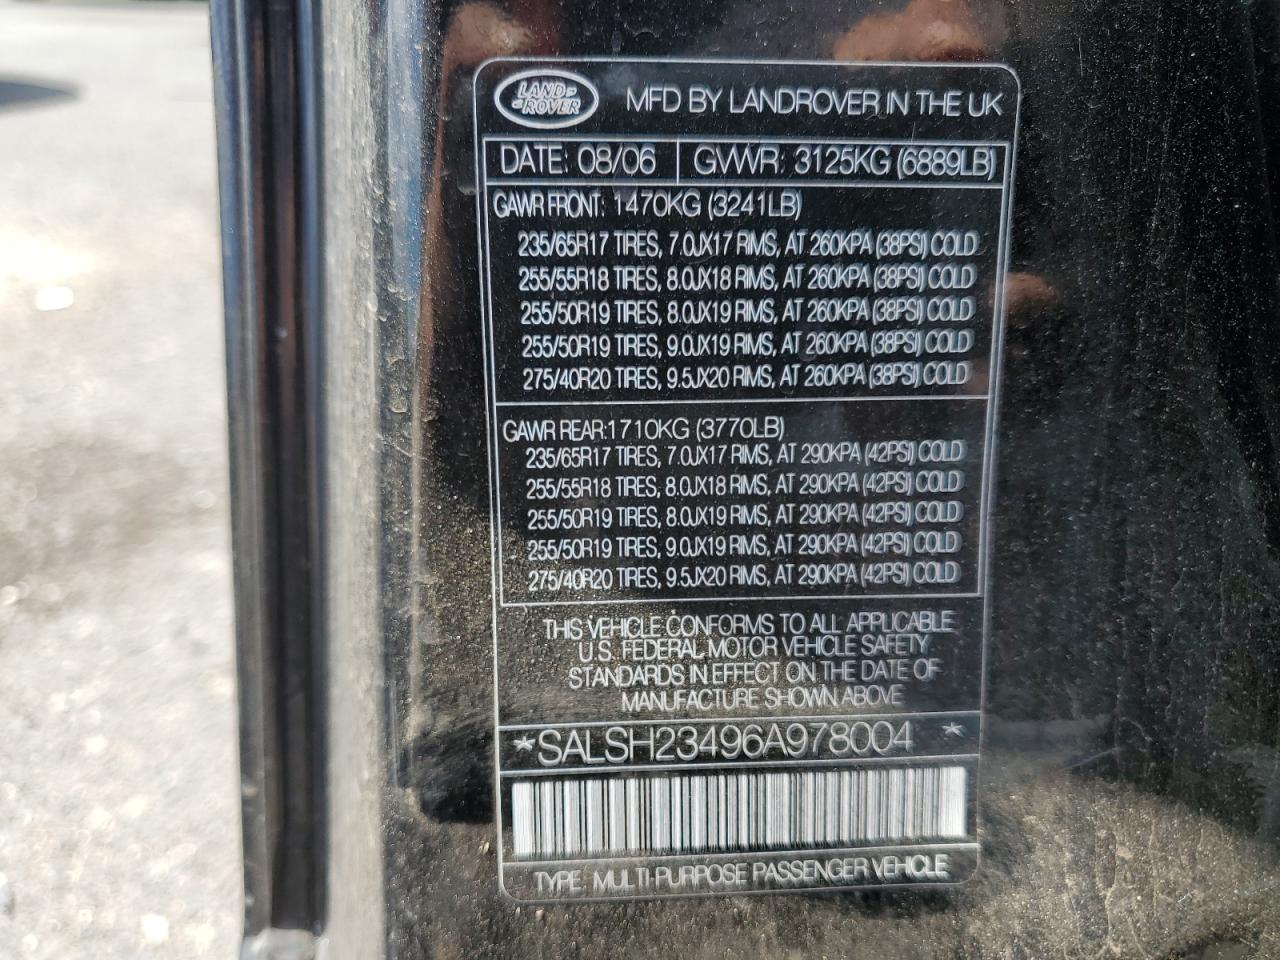 LAND ROVER
MFD BY LANDROVER IN THE UK
DATE: 08/06 GVWR: 3125KG (6889LB)
GAWR FRONT: 1470KG (3241LB)
235/65R17 TIRES, 7.0JX17 RIMS, AT 260KPA (38PSI) COLD
255/55R18 TIRES, 8.0JX18 RIMS, AT 260KPA (38PSI) COLD
255/50R19 TIRES, 8.0JX19 RIMS, AT 260KPA (38PSI) COLD
255/50R19 TIRES, 9.0JX19 RIMS, AT 260KPA (38PSI) COLD
275/40R20 TIRES, 9.5JX20 RIMS, AT 260KPA (38PSI) COLD
GAWR REAR:1710KG (3770LB)
235/65R17 TIRES, 7.0JX17 RIMS, AT 290KPA (42PSI) COLD
255/55R18 TIRES, 8.0JX18 RIMS, AT 290KPA (42PSI) COLD
255/50R19 TIRES, 8.0JX19 RIMS, AT 290KPA (42PSI) COLD
255/50R19 TIRES, 9.0JX19 RIMS, AT 290KPA (42PSI) COLD
275/40R20 TIRES, 9.5JX20 RIMS, AT 290KPA (42PSI) COLD
THIS VEHICLE CONFORMS TO ALL APPLICABLE
U.S. FEDERAL MOTOR VEHICLE SAFETY
STANDARDS IN EFFECT ON THE DATE OF
MANUFACTURE SHOWN ABOVE
*SALSH23496A978004 *
TYPE: MULTI PURPOSE PASSENGER VEHICLE